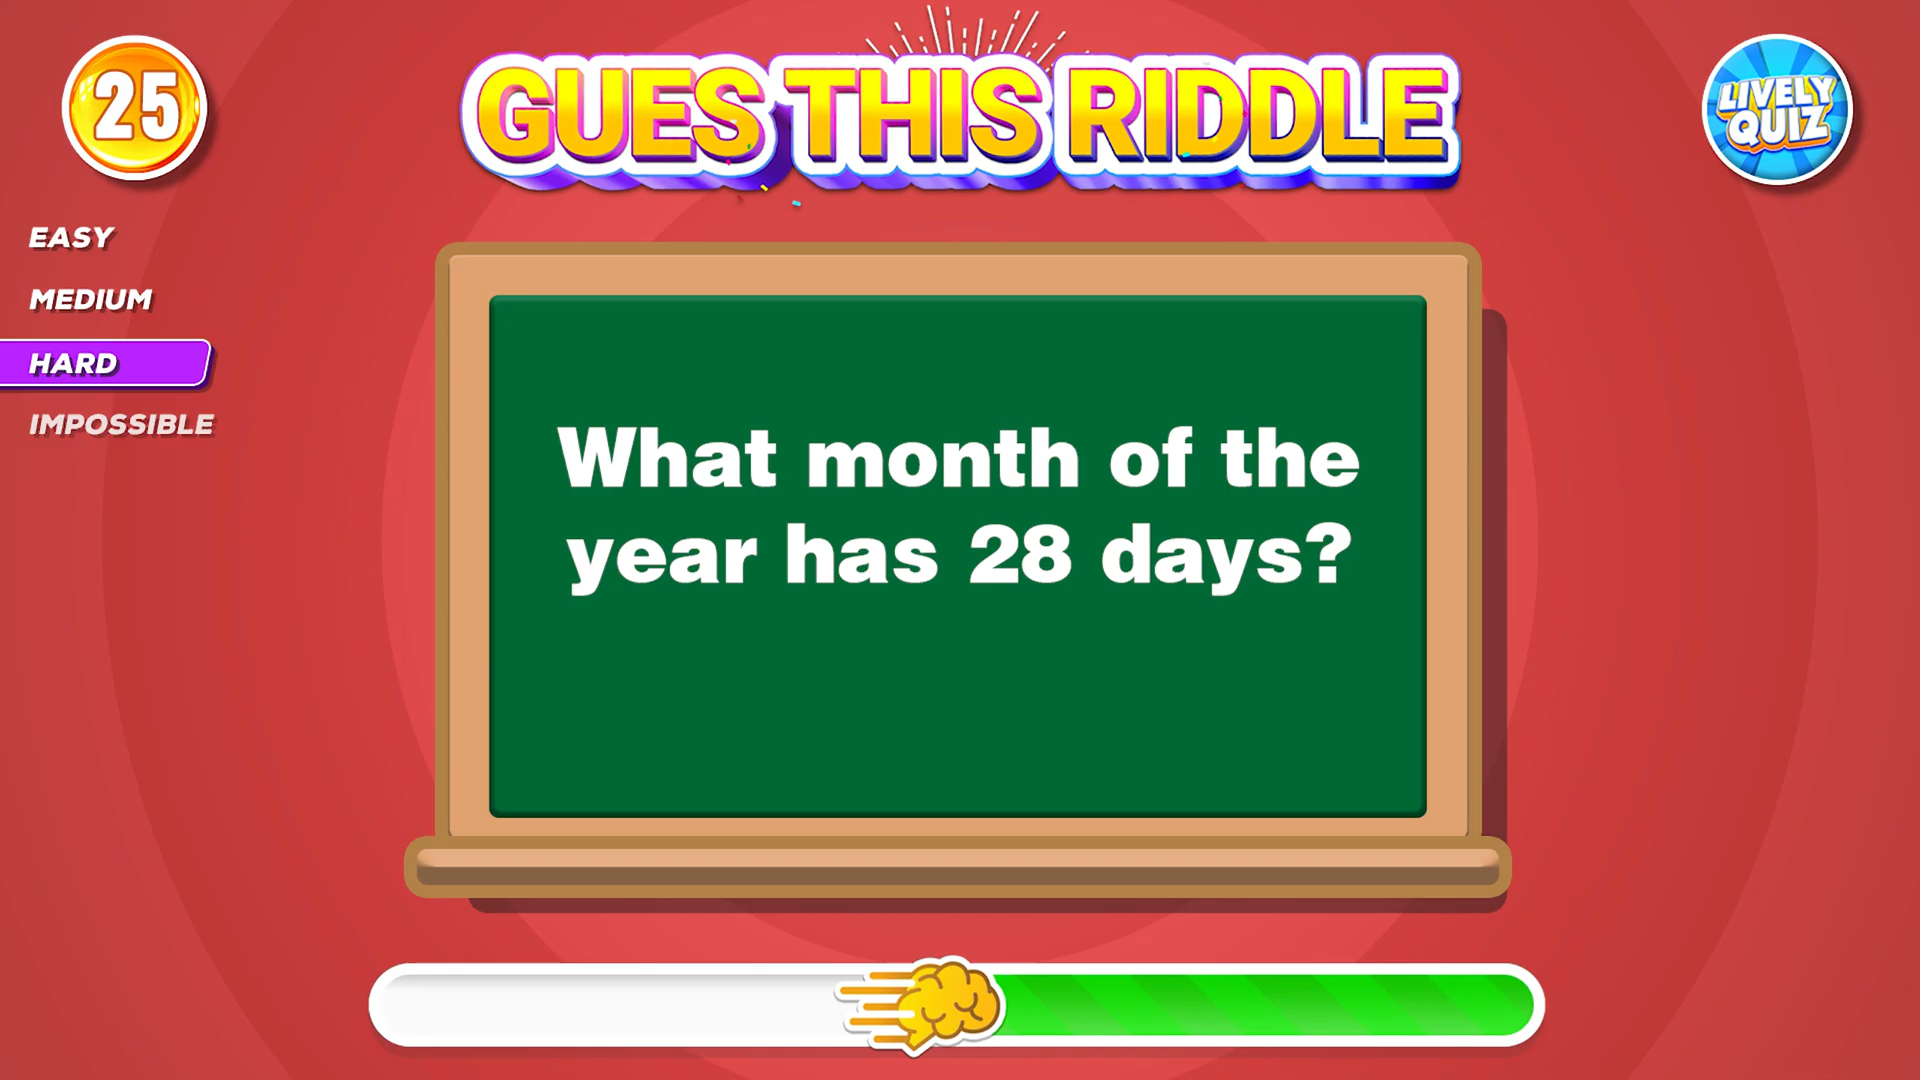 25
GUES THIS RIDDLE
LIVELY
QUIZ
EASY
MEDIUM
HARD
IMPOSSIBLE
What month of the
year has 28 days?